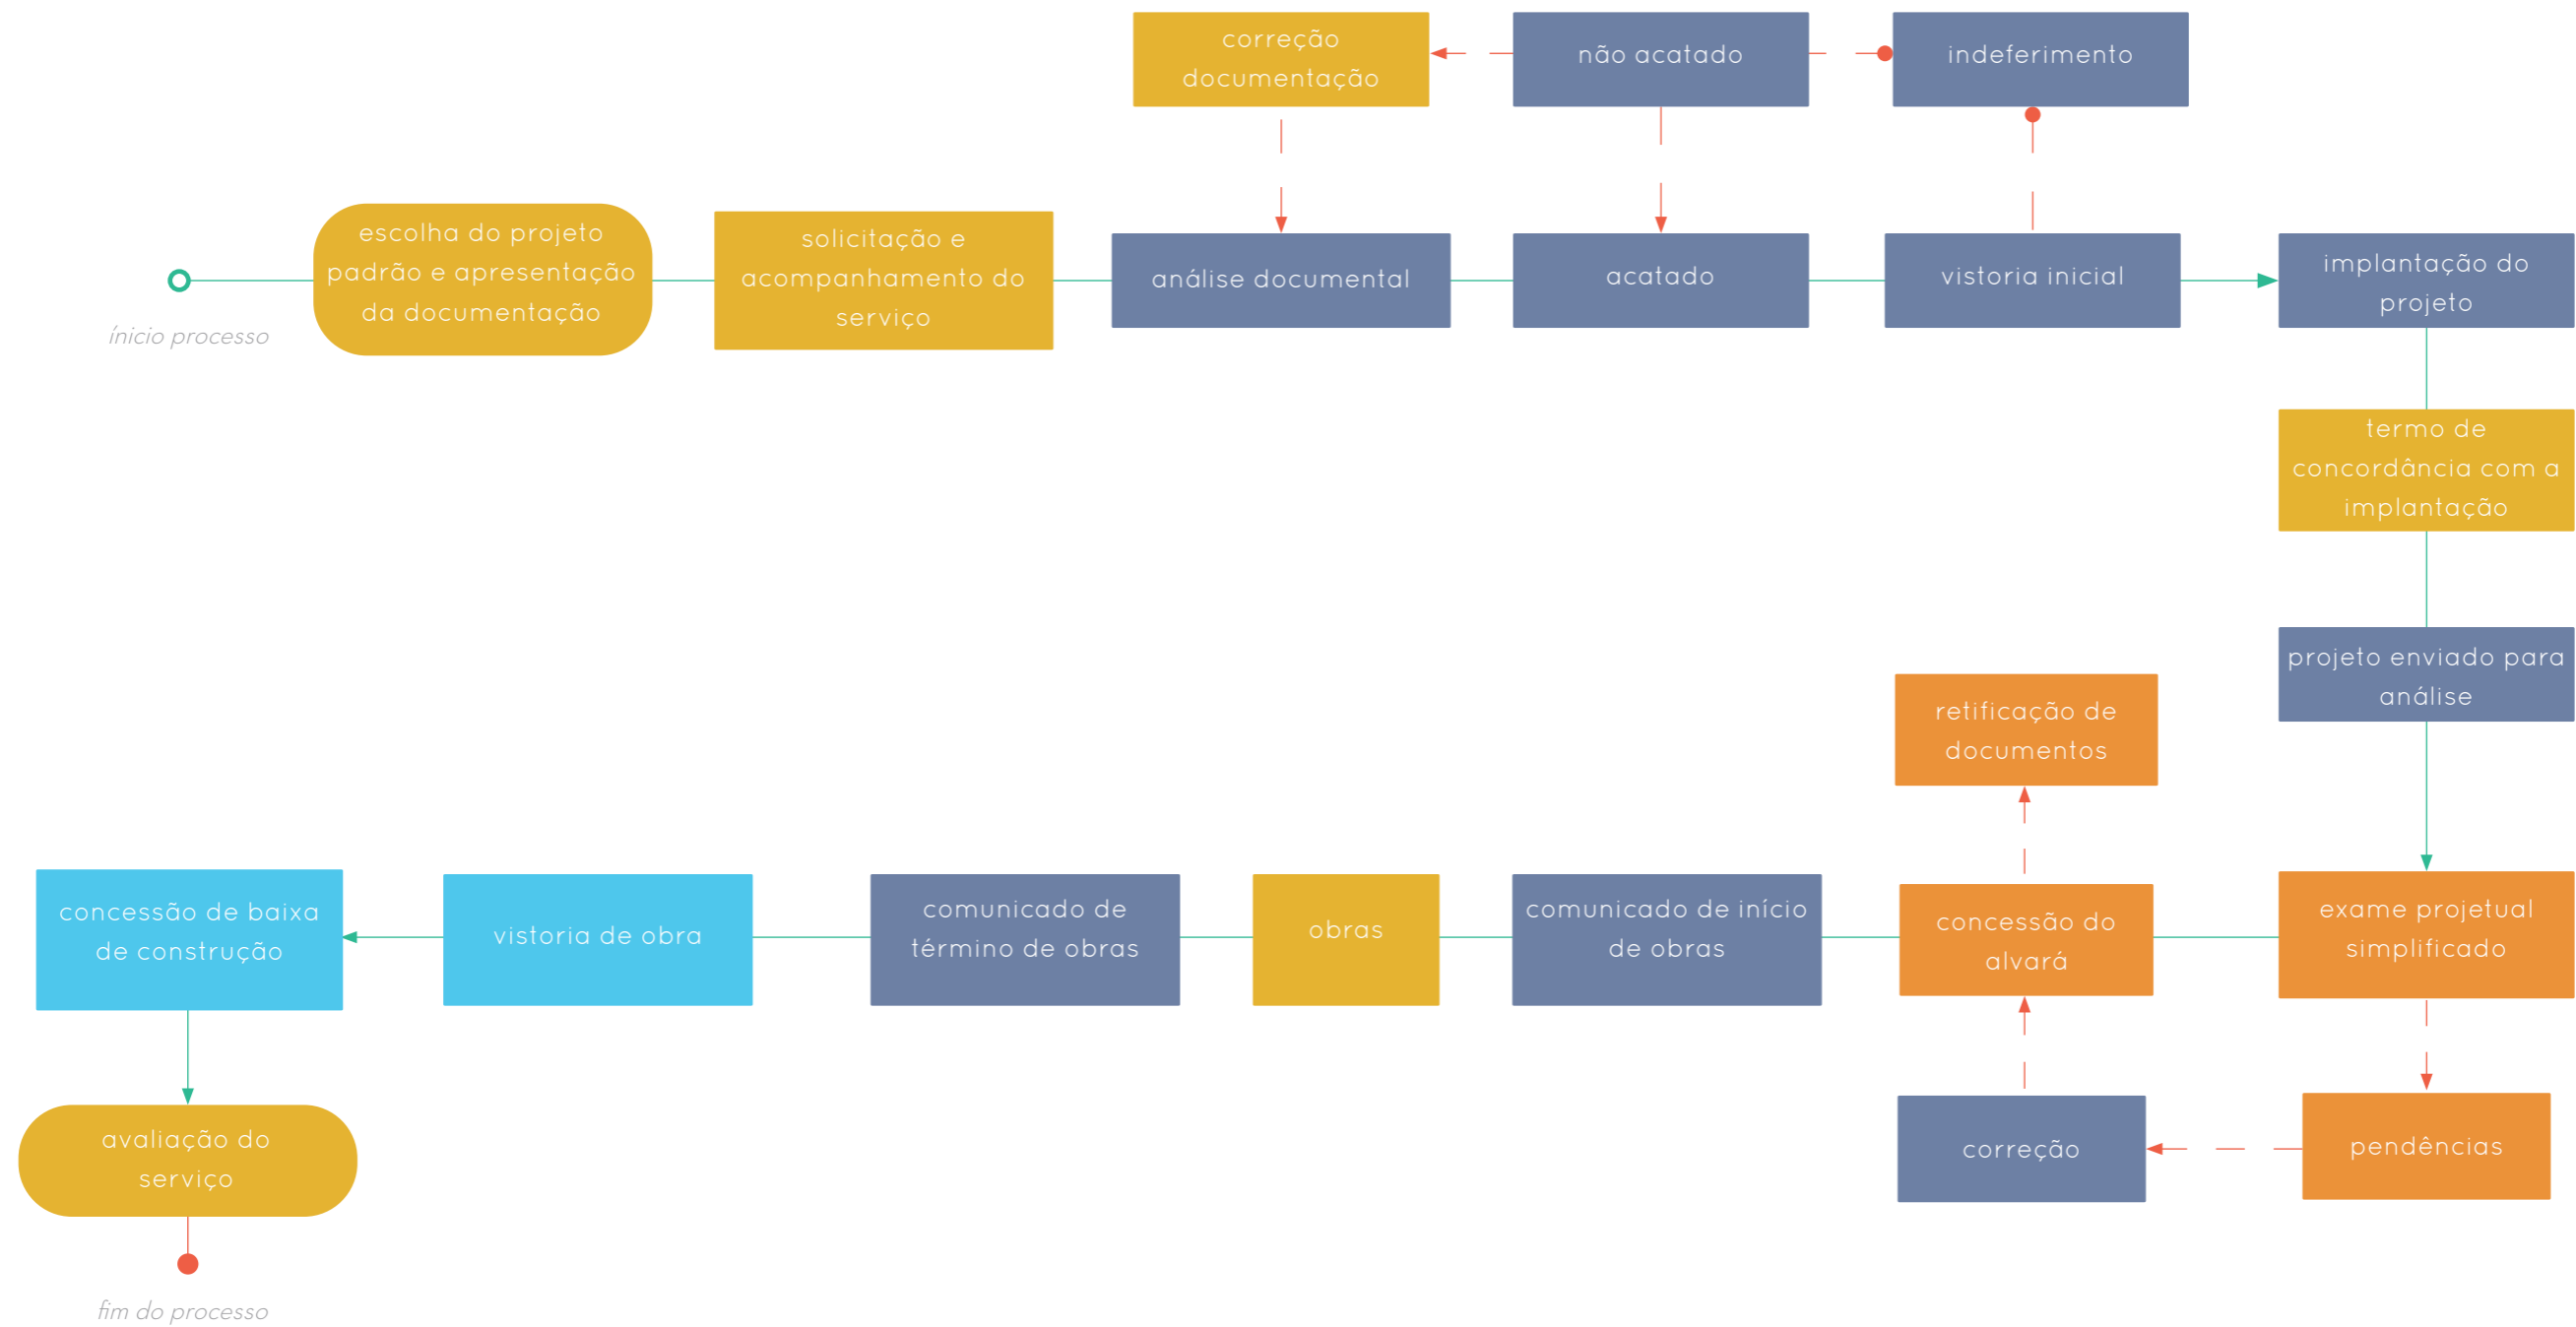 correção
documentação
não acatado
indeferimento
escolha do projeto
padrão e apresentação
da documentação
solicitação e
acompanhamento do
serviço
análise documental
acatado
vistoria inicial
implantação do
projeto
ínicio processo
termo de
concordância com a
implantação
projeto enviado para
análise
retificação de
documentos
concessão de baixa
de construção
vistoria de obra
comunicado de
término de obras
obras
comunicado de início
de obras
concessão do
alvará
exame projetual
simplificado
avaliação do
serviço
correção
pendências
fim do processo